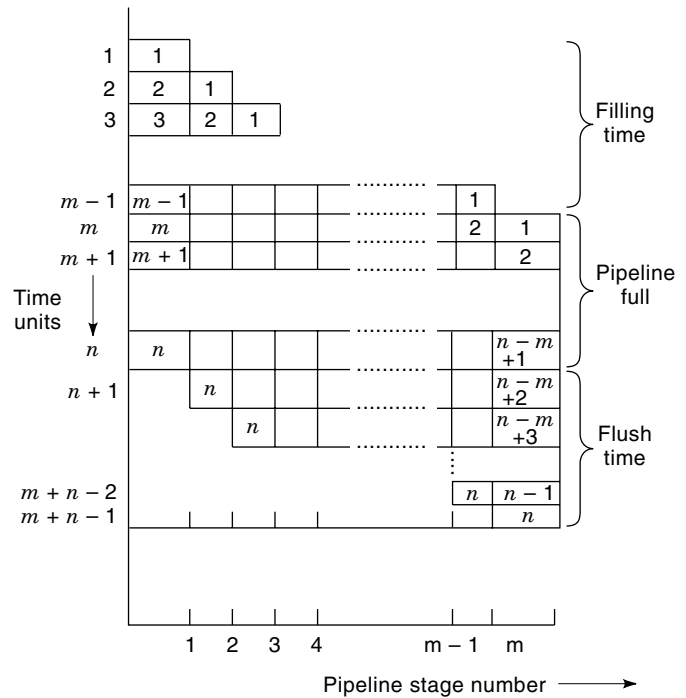 1 1
2 2 1
3 3 2 1
Filling
time
m – 1 m – 1 1
m m 2 1
m + 1 m + 1 2
Time
units
Pipeline
full
n n n – m
+1
n + 1 n n – m
+2
n n – m
+3
Flush
time
m + n – 2 n n – 1
m + n – 1 n
1 2 3 4 m – 1 m
Pipeline stage number